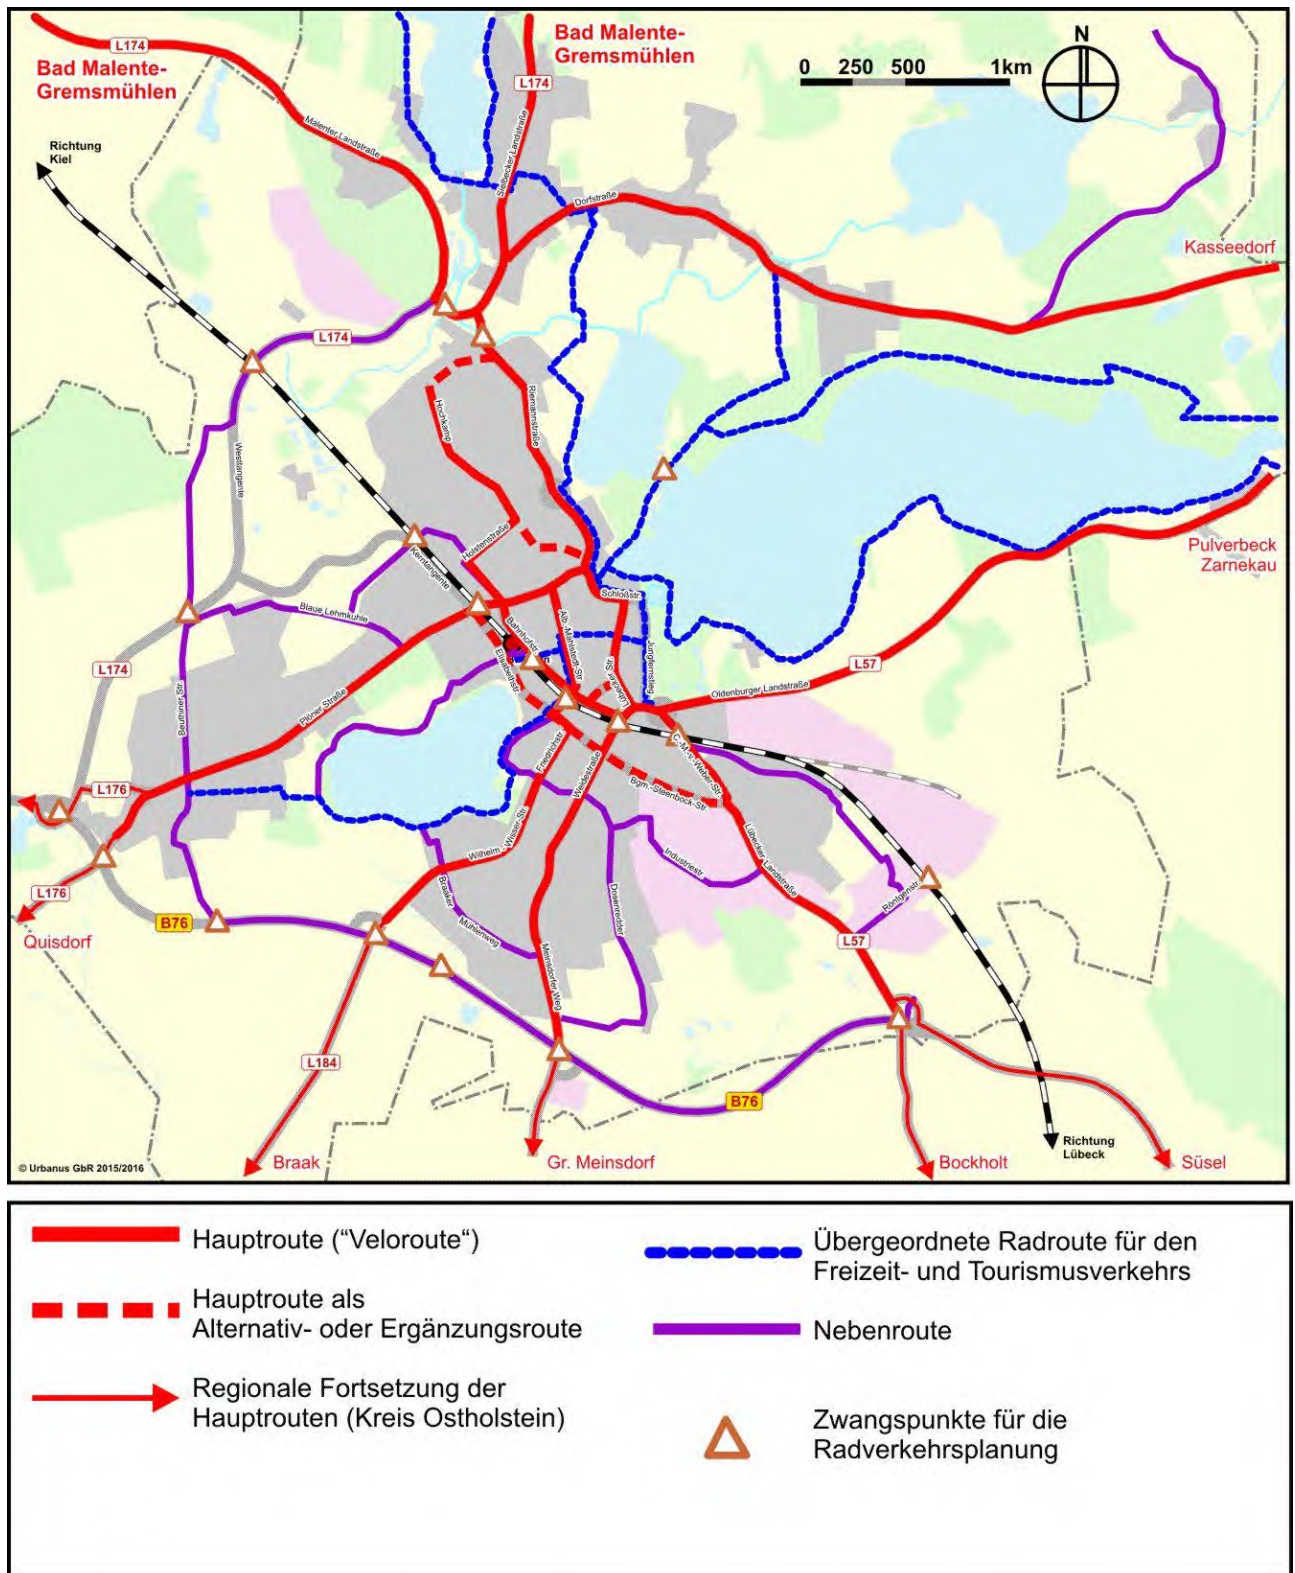 L174
Bad Malente-
Gremsmühlen
L174
Bad Malente-
Gremsmühlen
0 250 500 1km
N
Richtung
Kiel
Malenter Landstraße
Sielbecker Landstraße
Dorfstraße
Kasseedorf
L174
Hochkamp
Riemannstraße
Westtangente
Holstenstraße
Kerntangente
Pulverbeck
Zarnekau
Blaue Lehmkuhle
Schloßstr.
Bahnhofstr.
Alb.-Mahlstedt-Str.
Jungfernstieg
Elisabethstr.
Lübecker Str.
L174
L57
Beuthiner Str.
Plöner Straße
Oldenburger Landstraße
Friedrichstr.
Weidestraße
C.-M.-v.-Weber-Str.
Bgm.-Steenbock-Str.
L176
Wilhelm-Wisser-Str.
Lübecker Landstraße
Industriestr.
Braaker
Mühlenweg
Dosenredder
Röntgenstr.
L176
B76
Quisdorf
L57
Meinsdorfer Weg
L184
B76
Richtung
Lübeck
© Urbanus GbR 2015/2016
Braak
Gr. Meinsdorf
Bockholt
Süsel
Hauptroute (“Veloroute“)
Hauptroute als
Alternativ- oder Ergänzungsroute
Regionale Fortsetzung der
Hauptrouten (Kreis Ostholstein)
Übergeordnete Radroute für den
Freizeit- und Tourismusverkehrs
Nebenroute
Zwangspunkte für die
Radverkehrsplanung